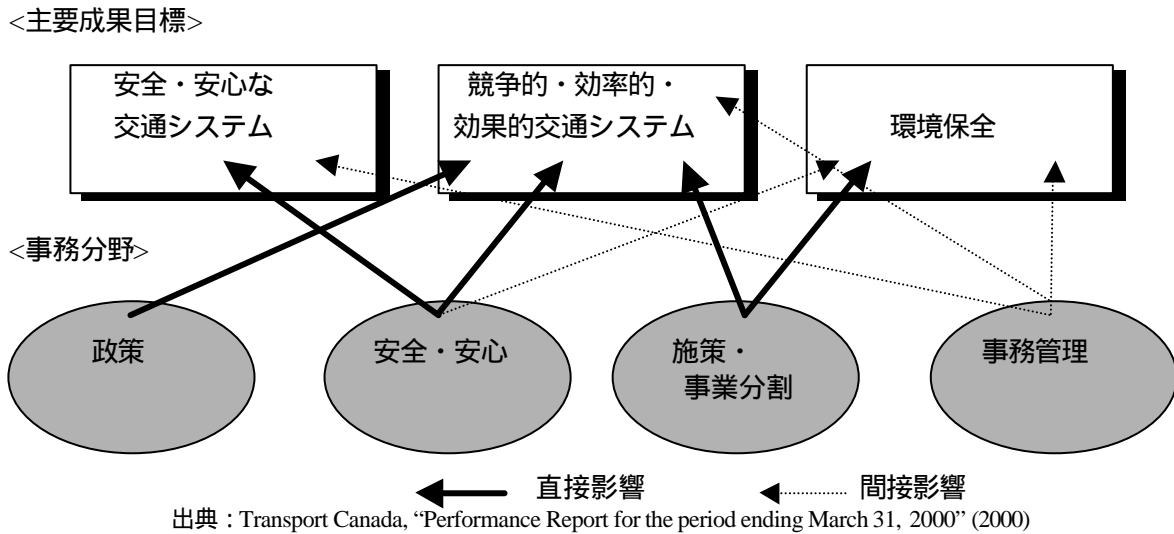 <主要成果目標>
安全・安心な
交通システム
競争的・効率的・
効果的交通システム
環境保全
<事務分野>
政策
安全・安心
施策・
事業分割
事務管理
直接影響
間接影響
出典：Transport Canada, “Performance Report for the period ending March 31, 2000” (2000)